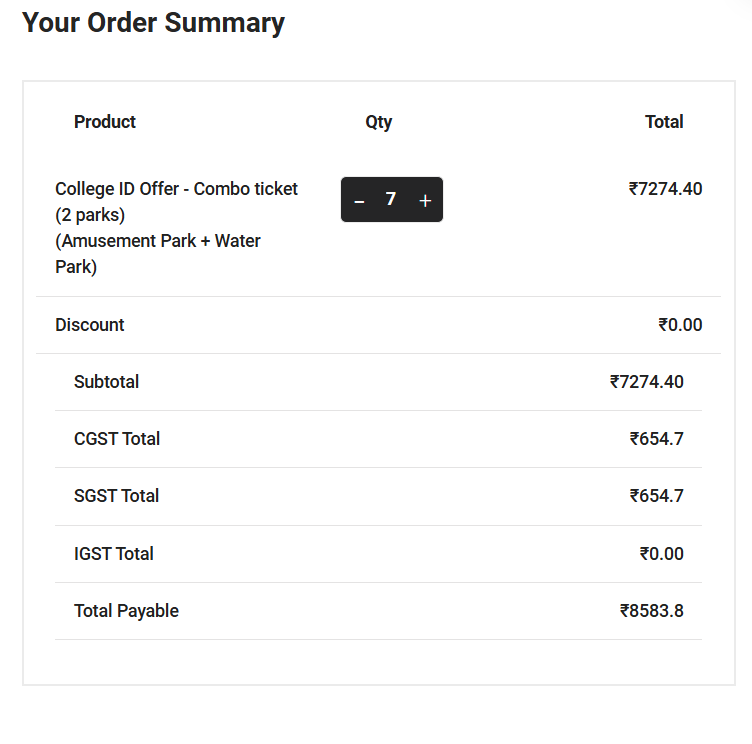 Your Order Summary
Product Qty Total
College ID Offer - Combo ticket – 7 + ₹7274.40
(2 parks)
(Amusement Park + Water
Park)
Discount ₹0.00
Subtotal ₹7274.40
CGST Total ₹654.7
SGST Total ₹654.7
IGST Total ₹0.00
Total Payable ₹8583.8